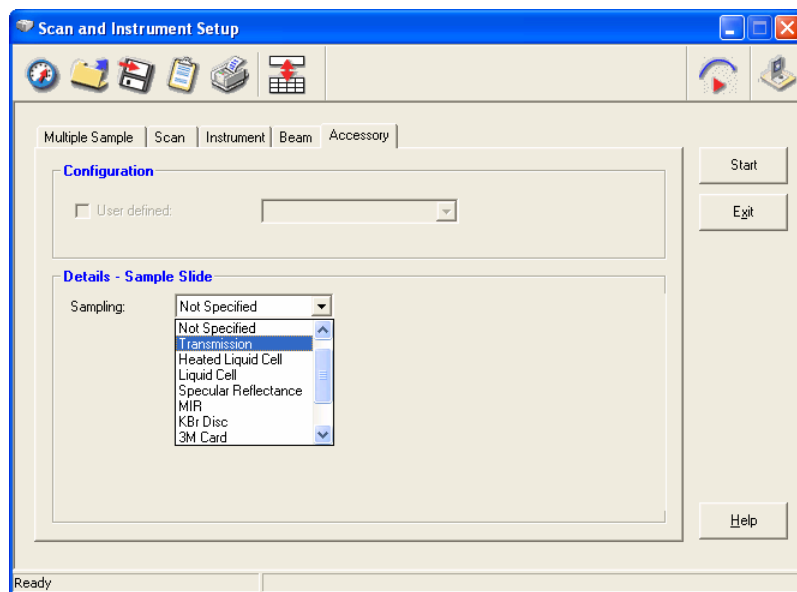 Scan and Instrument Setup
Multiple Sample Scan Instrument Beam Accessory
Configuration
User defined:
Details - Sample Slide
Sampling: Not Specified
Not Specified
Transmission
Heated Liquid Cell
Liquid Cell
Specular Reflectance
MIR
KBr Disc
3M Card
Start
Exit
Help
Ready